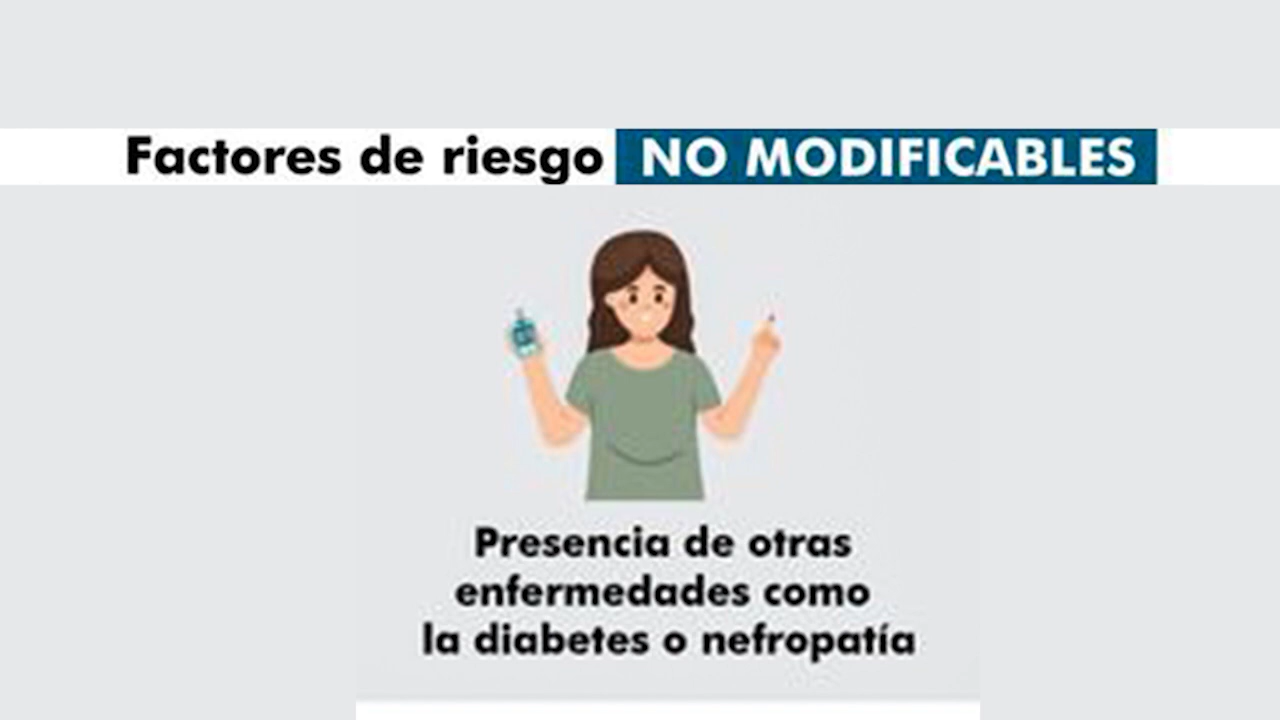 Factores de riesgo NO MODIFICABLES
Presencia de otras
enfermedades como
la diabetes o nefropatía